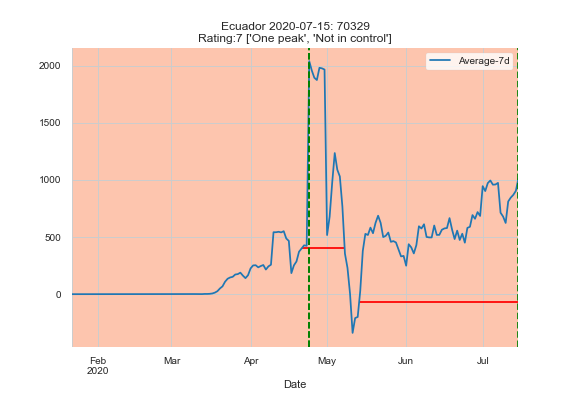 Ecuador 2020-07-15: 70329
Rating:7 ['One peak', 'Not in control']
Average-7d
2000
1500
1000
500
0
Feb
2020
Mar
Apr
May
Jun
Jul
Date